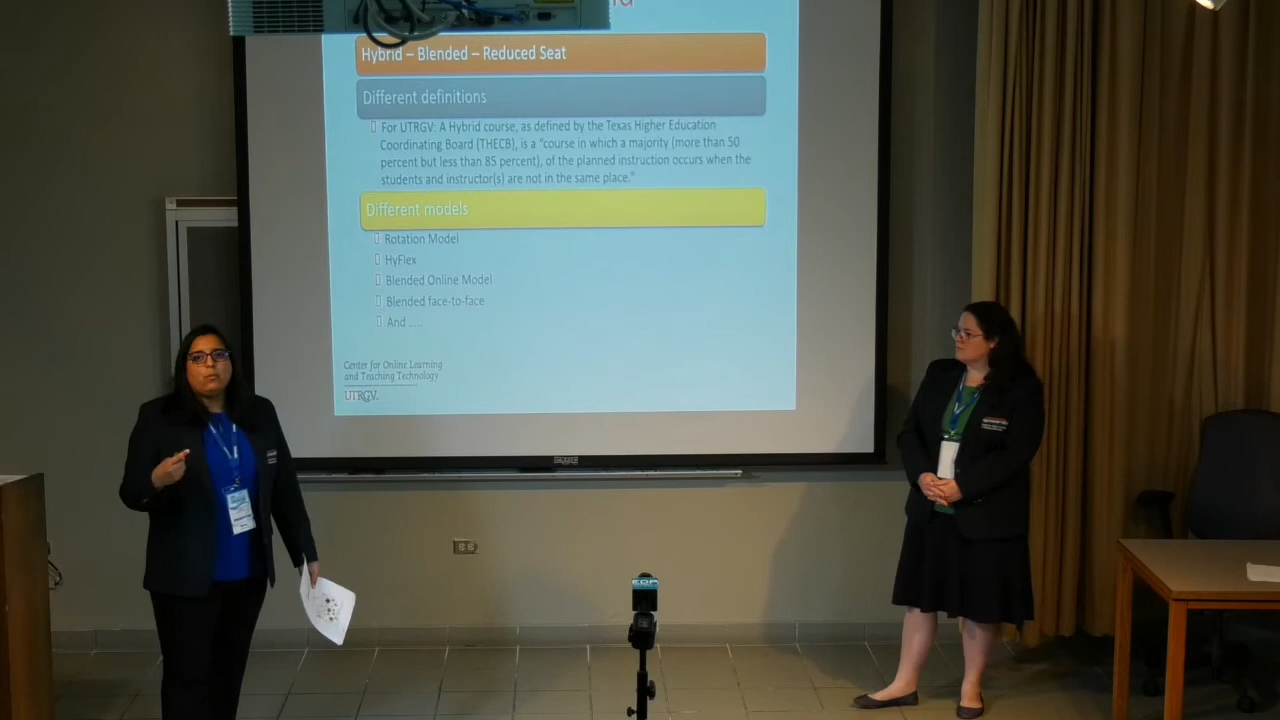 Hybrid – Blended – Reduced Seat
Different definitions
For UTRGV: A Hybrid course, as defined by the Texas Higher Education
Coordinating Board (THECB), is a "course in which a majority (more than 50
percent but less than 85 percent), of the planned instruction occurs when the
students and instructor(s) are not in the same place."
Different models
Rotation Model
HyFlex
Blended Online Model
Blended face-to-face
And .....
Center for Online Learning
and Teaching Technology
UTRGV.